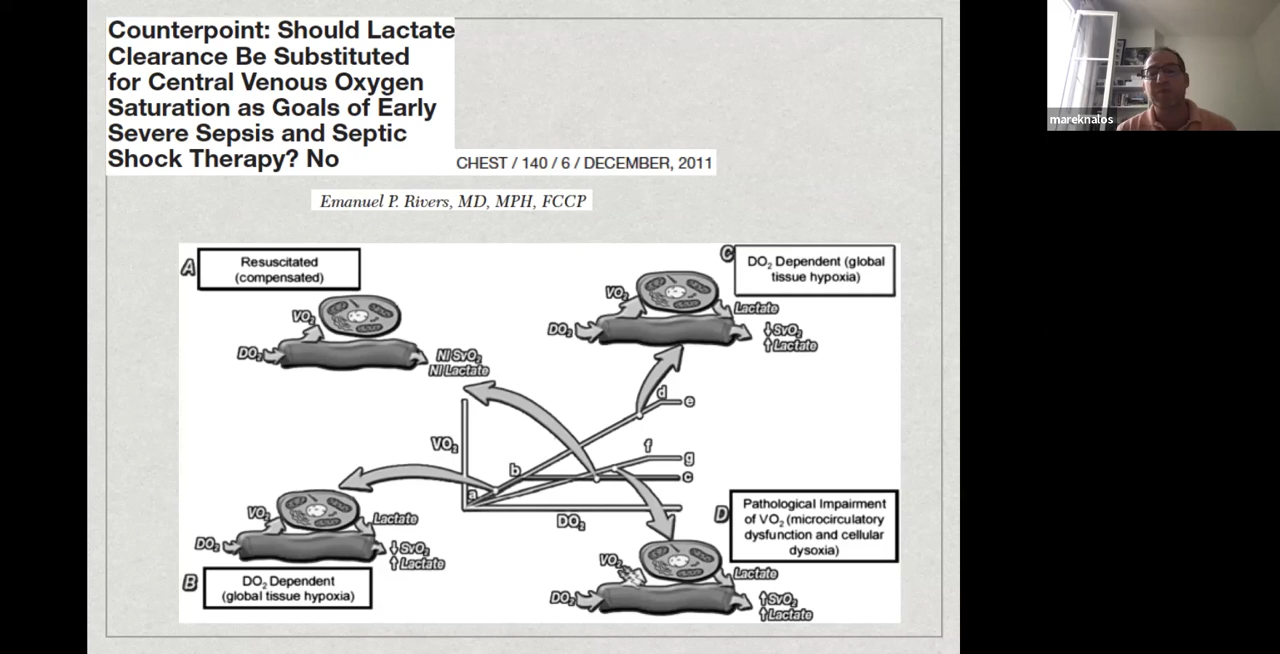 Counterpoint: Should Lactate
Clearance Be Substituted
for Central Venous Oxygen
Saturation as Goals of Early
Severe Sepsis and Septic
Shock Therapy? No
CHEST / 140 / 6 / DECEMBER, 2011
Emanuel P. Rivers, MD, MPH, FCCP
mareknalos
A
Resuscitated
(compensated)
VO₂
DO₂
Nl SvO₂
Nl Lactate
C
DO₂ Dependent (global
tissue hypoxia)
VO₂
Lactate
DO₂
↓SvO₂
↑Lactate
VO₂
a
b
d
e
f
g
c
DO₂
VO₂
Lactate
DO₂
↓SvO₂
↑Lactate
B
DO₂ Dependent
(global tissue hypoxia)
D
Pathological Impairment
of VO₂ (microcirculatory
dysfunction and cellular
dysoxia)
VO₂
Lactate
DO₂
↑SvO₂
↑Lactate